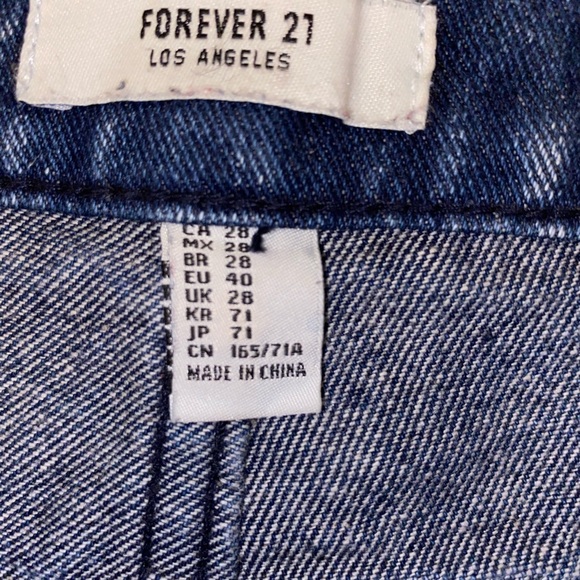 FOREVER 21
LOS ANGELES
CA 28
MX 28
BR 28
EU 40
UK 28
KR 71
JP 71
CN 165/71A
MADE IN CHINA